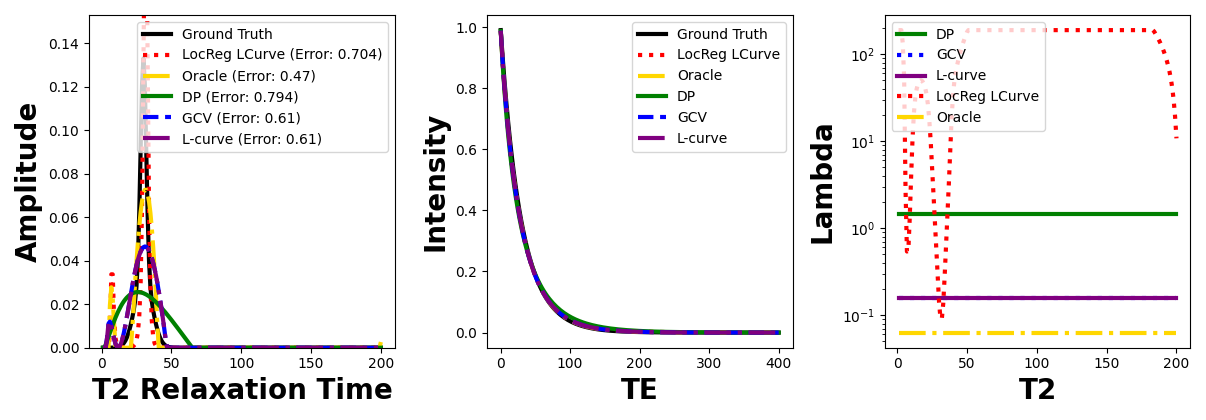 Amplitude
0.14
0.12
0.10
0.08
0.06
0.04
0.02
0.00
0 50 100 150 200
T2 Relaxation Time
Ground Truth
LocReg LCurve (Error: 0.704)
Oracle (Error: 0.47)
DP (Error: 0.794)
GCV (Error: 0.61)
L-curve (Error: 0.61)
Intensity
1.0
0.8
0.6
0.4
0.2
0.0
0 100 200 300 400
TE
Ground Truth
LocReg LCurve
Oracle
DP
GCV
L-curve
Lambda
10²
10¹
10⁰
10⁻¹
0 50 100 150 200
T2
DP
GCV
L-curve
LocReg LCurve
Oracle